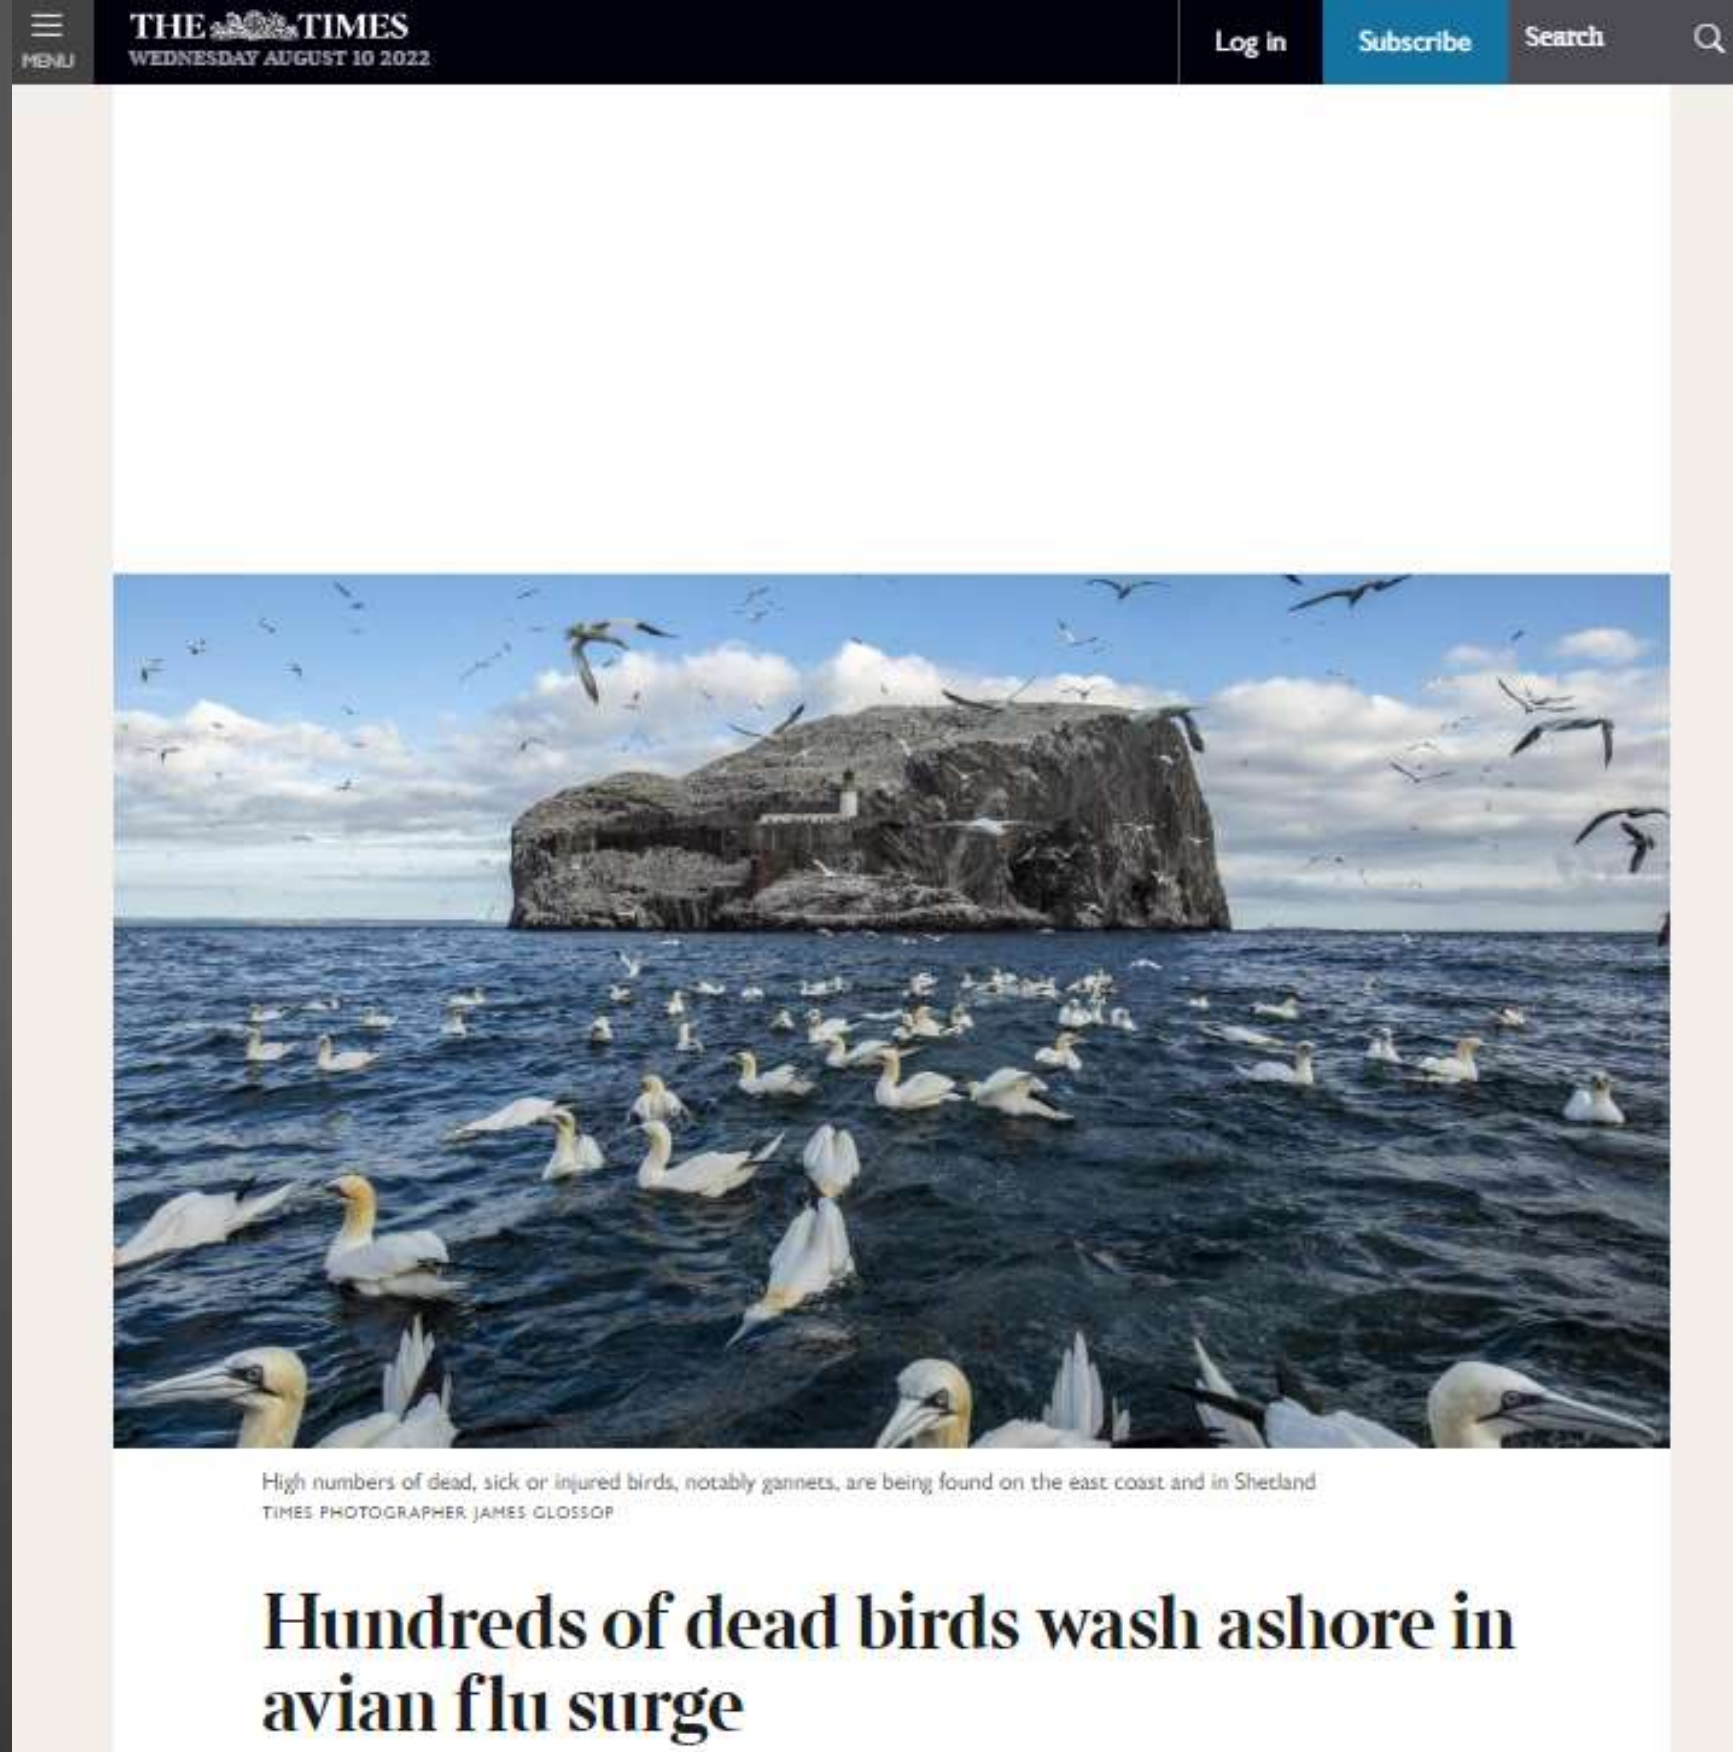 MENU
THE TIMES
WEDNESDAY AUGUST 10 2022
Log in
Subscribe
Search
High numbers of dead, sick or injured birds, notably gannets, are being found on the east coast and in Shetland
TIMES PHOTOGRAPHER JAMES GLOSSOP
Hundreds of dead birds wash ashore in
avian flu surge